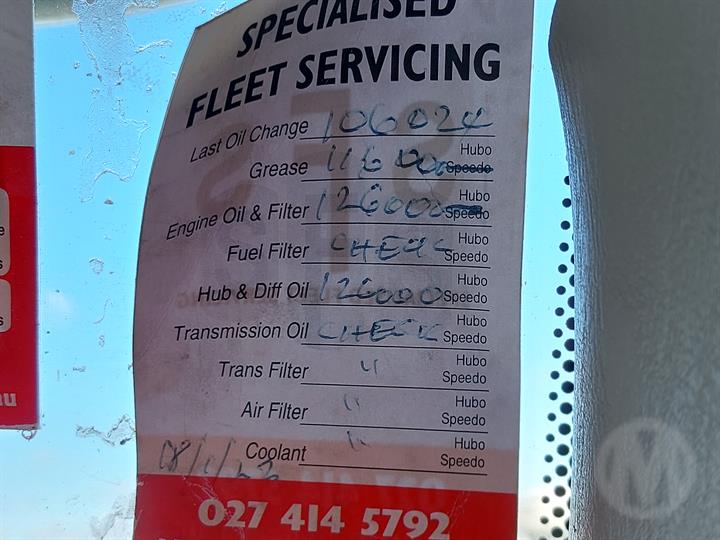 SPECIALISED
FLEET SERVICING
Last Oil Change 106024
Grease 116000 Hubo Speedo
Engine Oil & Filter 126000 Hubo Speedo
Fuel Filter CHECK Hubo Speedo
Hub & Diff Oil 126000 Hubo Speedo
Transmission Oil CHECK Hubo Speedo
Trans Filter " Hubo Speedo
Air Filter " Hubo Speedo
Coolant " Hubo Speedo
027 414 5792